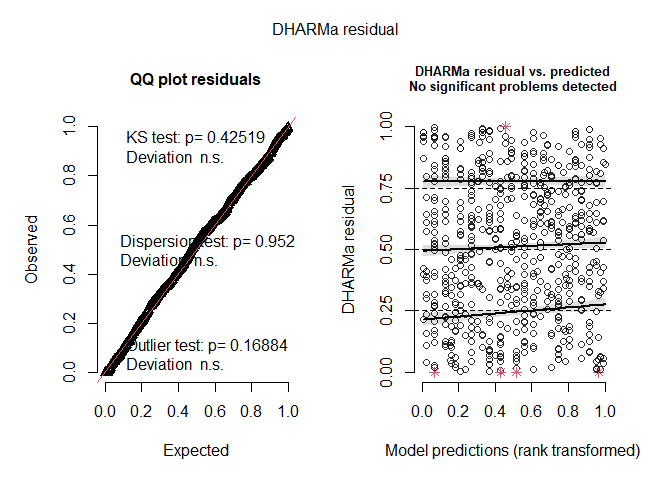 DHARMa residual
QQ plot residuals
KS test: p= 0.42519
Deviation n.s.
Dispersion test: p= 0.952
Deviation n.s.
Outlier test: p= 0.16884
Deviation n.s.
Observed
0.0 0.2 0.4 0.6 0.8 1.0
0.0 0.2 0.4 0.6 0.8 1.0
Expected
DHARMa residual vs. predicted
No significant problems detected
DHARMa residual
0.00 0.25 0.50 0.75 1.00
0.0 0.2 0.4 0.6 0.8 1.0
Model predictions (rank transformed)